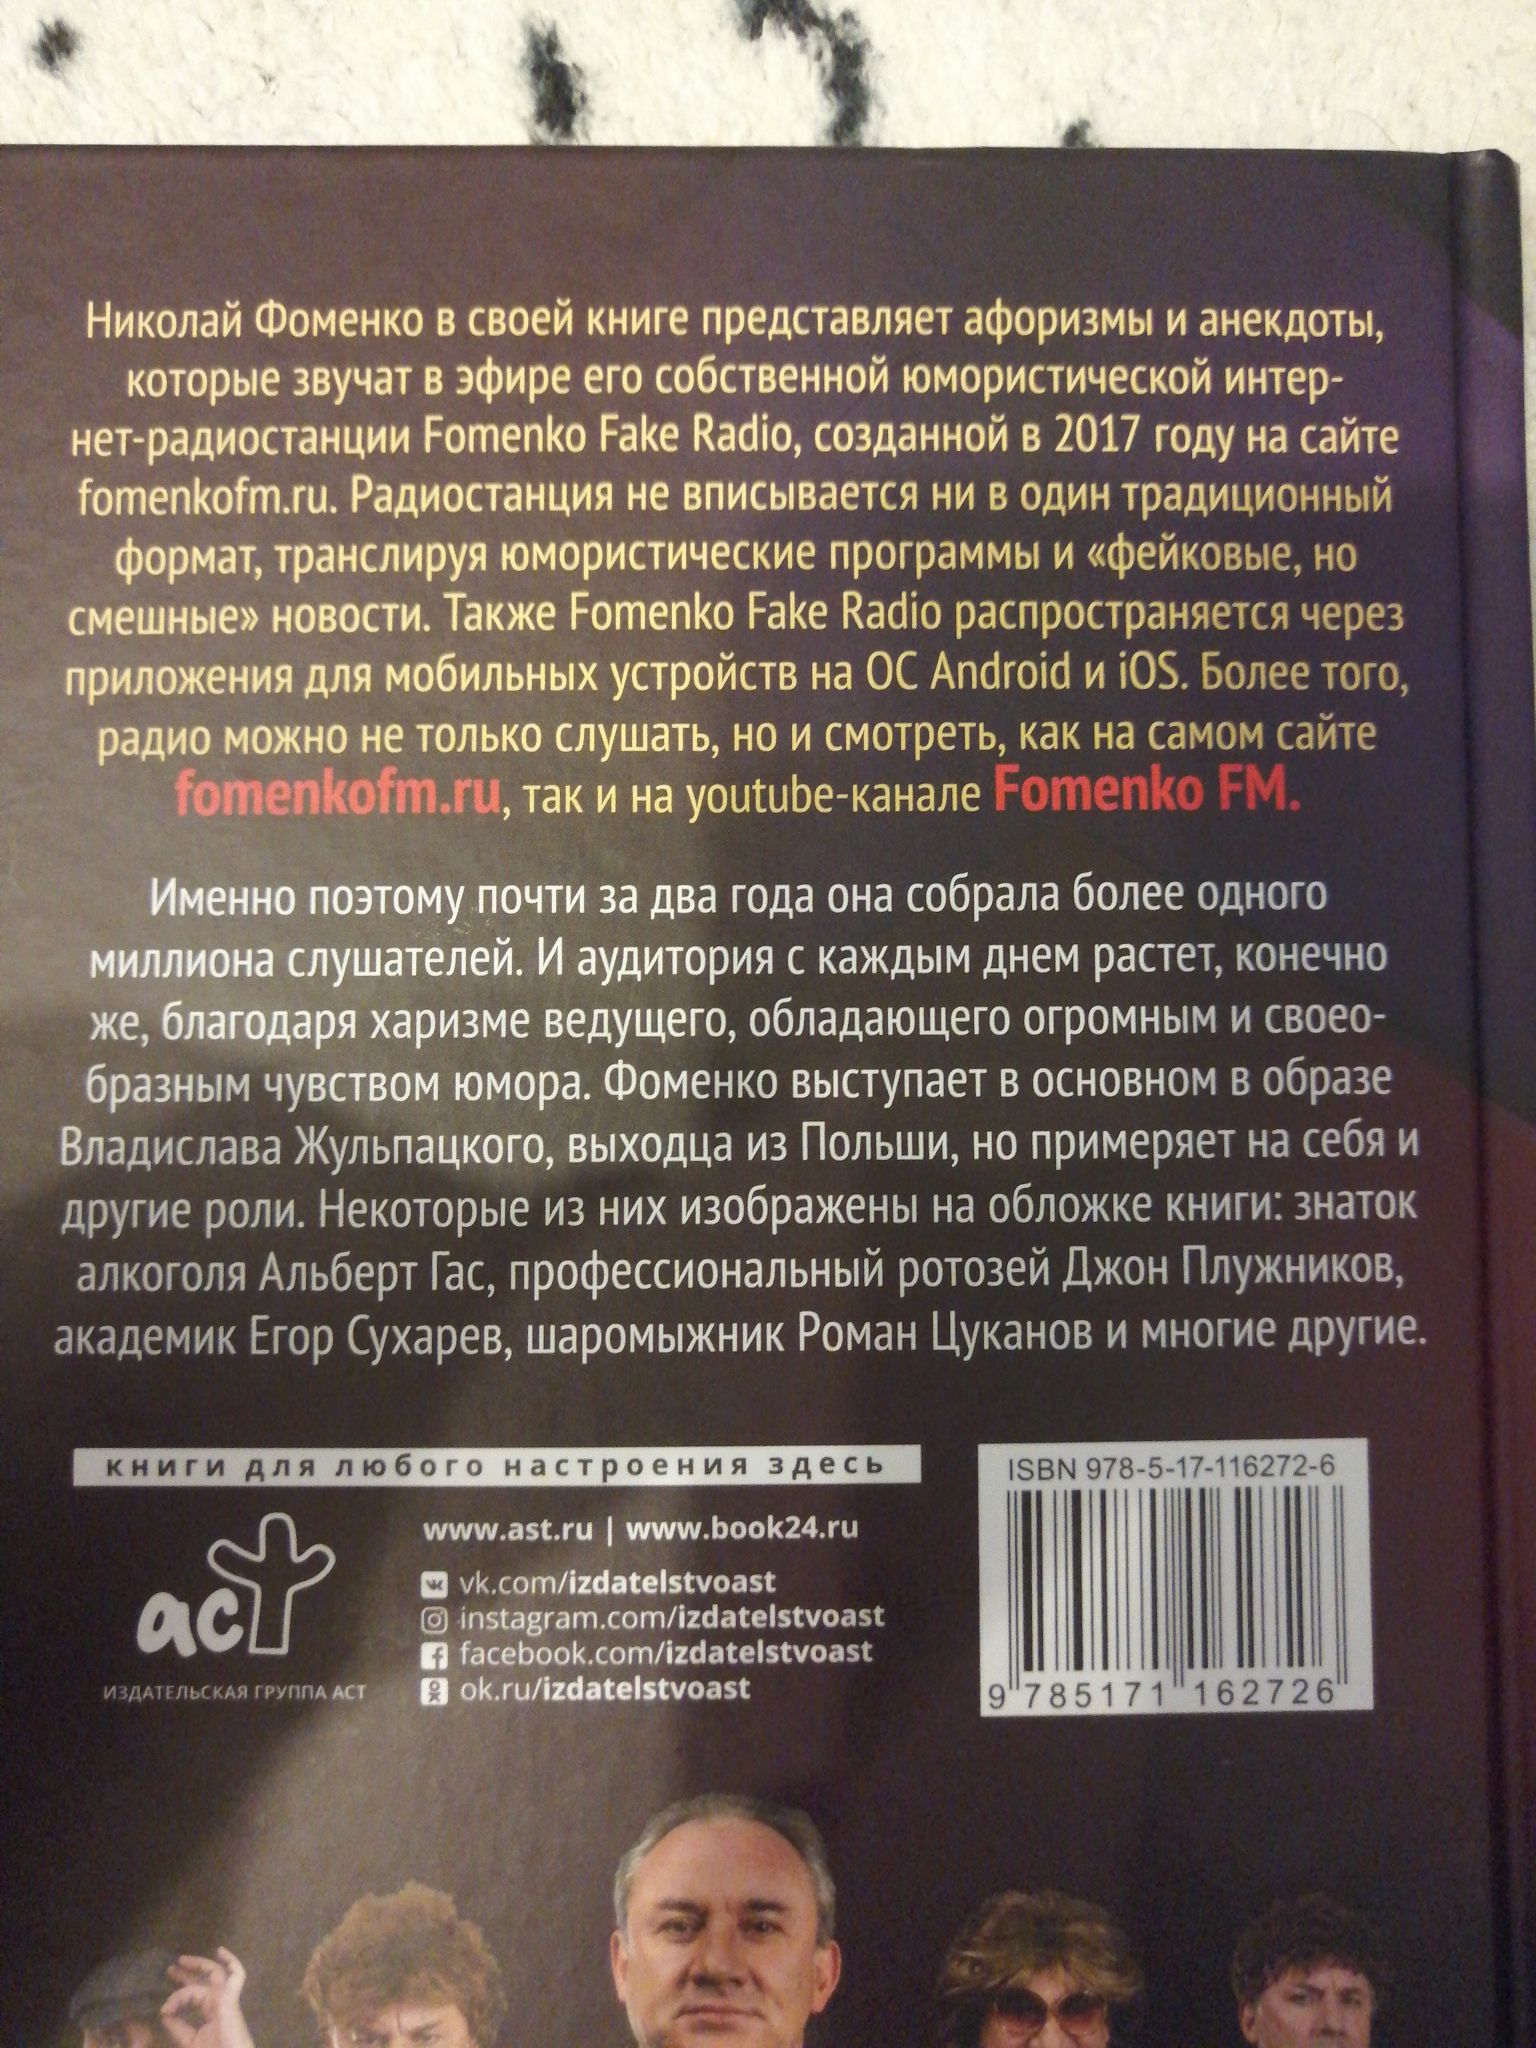 Николай Фоменко в своей книге представляет афоризмы и анекдоты,
которые звучат в эфире его собственной юмористической интер-
нет-радиостанции Fomenko Fake Radio, созданной в 2017 году на сайте
fomenkofm.ru. Радиостанция не вписывается ни в один традиционный
формат, транслируя юмористические программы и «фейковые, но
смешные» новости. Также Fomenko Fake Radio распространяется через
приложения для мобильных устройств на ОС Android и iOS. Более того,
радио можно не только слушать, но и смотреть, как на самом сайте
fomenkofm.ru, так и на youtube-канале Fomenko FM.
Именно поэтому почти за два года она собрала более одного
миллиона слушателей. И аудитория с каждым днем растет, конечно
же, благодаря харизме ведущего, обладающего огромным и своео-
бразным чувством юмора. Фоменко выступает в основном в образе
Владислава Жульпацкого, выходца из Польши, но примеряет на себя и
другие роли. Некоторые из них изображены на обложке книги: знаток
алкоголя Альберт Гас, профессиональный ротозей Джон Плужников,
академик Егор Сухарев, шаромыжник Роман Цуканов и многие другие.
книги для любого настроения здесь
аст
ИЗДАТЕЛЬСКАЯ ГРУППА АСТ
www.ast.ru | www.book24.ru
vk.com/izdatelstvoast
instagram.com/izdatelstvoast
facebook.com/izdatelstvoast
ok.ru/izdatelstvoast
ISBN 978-5-17-116272-6
9 785171 162726